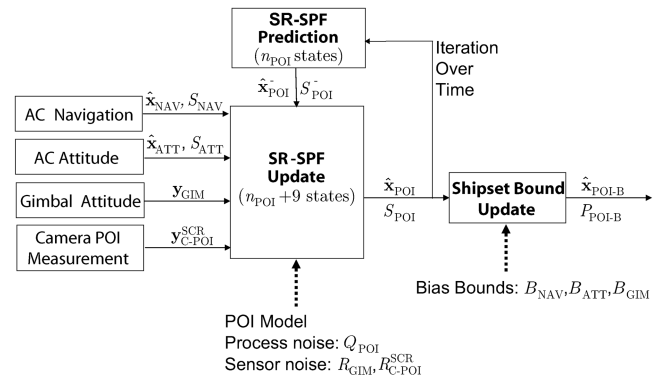 SR-SPF
Prediction
(n_POI states)
Iteration
Over
Time
x̂⁻_POI S⁻_POI
AC Navigation
x̂_NAV, S_NAV
AC Attitude
x̂_ATT, S_ATT
Gimbal Attitude
y_GIM
Camera POI
Measurement
y^SCR_C-POI
SR-SPF
Update
(n_POI +9 states)
x̂_POI
S_POI
Shipset Bound
Update
x̂_POI-B
P_POI-B
Bias Bounds: B_NAV, B_ATT, B_GIM
POI Model
Process noise: Q_POI
Sensor noise: R_GIM, R^SCR_C-POI